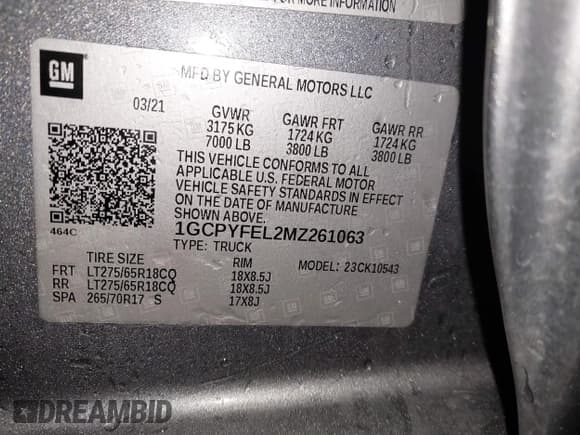 FOR MORE INFORMATION
GM
MFD BY GENERAL MOTORS LLC
03/21 GVWR GAWR FRT GAWR RR
3175 KG 1724 KG 1724 KG
7000 LB 3800 LB 3800 LB
THIS VEHICLE CONFORMS TO ALL
APPLICABLE U.S. FEDERAL MOTOR
VEHICLE SAFETY STANDARDS IN EFFECT
ON THE DATE OF MANUFACTURE
SHOWN ABOVE.
464C 1GCPYFEL2MZ261063
TYPE: TRUCK MODEL: 23CK10543
TIRE SIZE RIM
FRT LT275/65R18CQ 18X8.5J
RR LT275/65R18CQ 18X8.5J
SPA 265/70R17 S 17X8J
DREAMBID